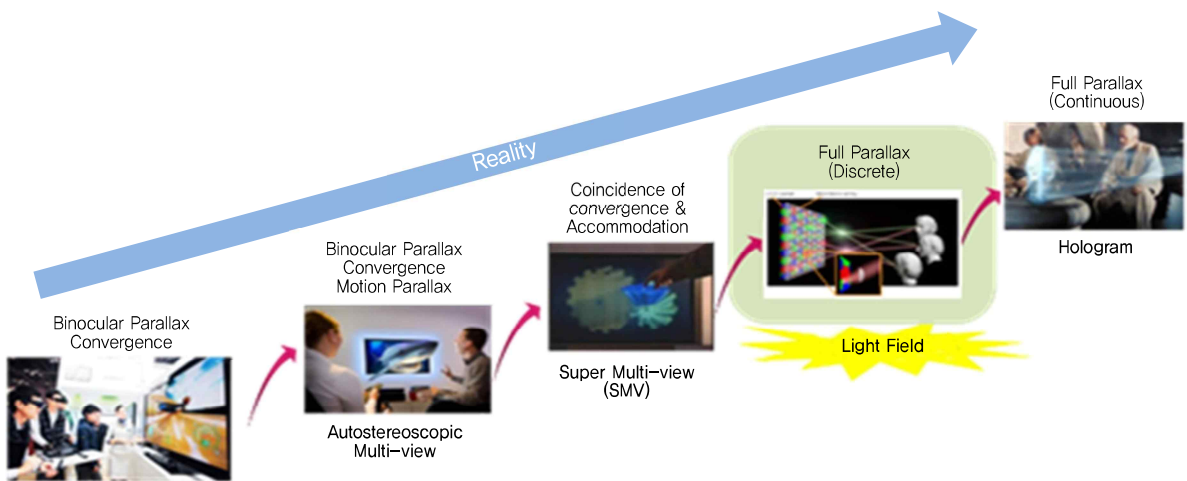 Reality
Binocular Parallax
Convergence
Binocular Parallax
Convergence
Motion Parallax
Autostereoscopic
Multi-view
Coincidence of
convergence &
Accommodation
Super Multi-view
(SMV)
Full Parallax
(Discrete)
Light Field
Full Parallax
(Continuous)
Hologram